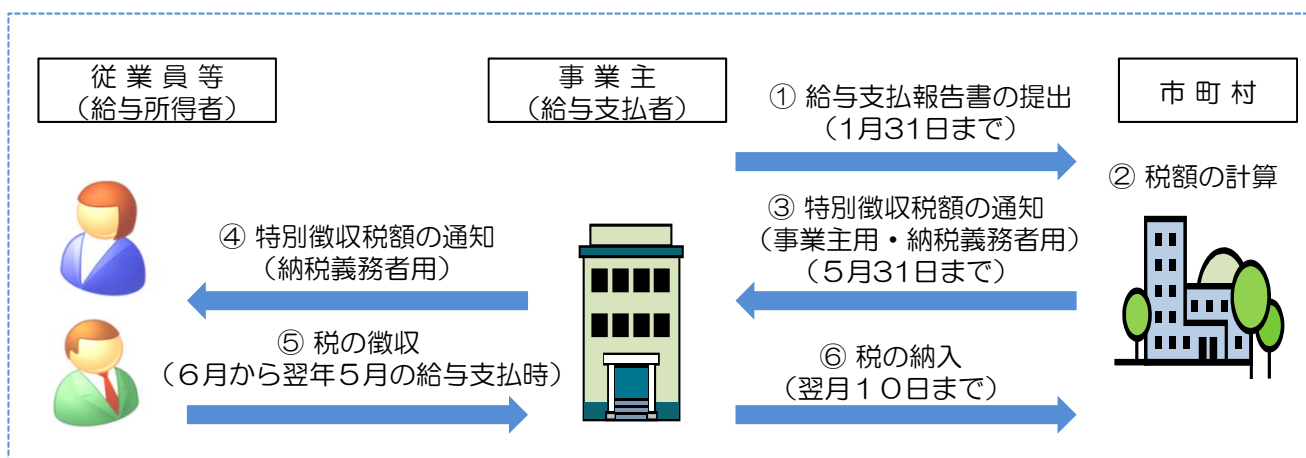 従業員等
（給与所得者）
事業主
（給与支払者）
市町村
① 給与支払報告書の提出
（1月31日まで）
② 税額の計算
③ 特別徴収税額の通知
（事業主用・納税義務者用）
（５月31日まで）
④ 特別徴収税額の通知
（納税義務者用）
⑤ 税の徴収
（６月から翌年５月の給与支払時）
⑥ 税の納入
（翌月１０日まで）